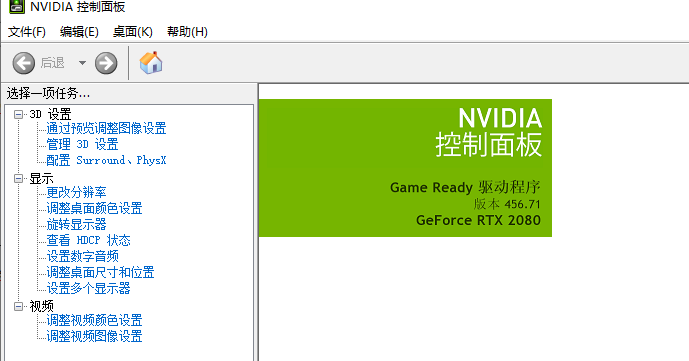 NVIDIA 控制面板
文件(F) 编辑(E) 桌面(K) 帮助(H)
后退
选择一项任务...
3D 设置
通过预览调整图像设置
管理 3D 设置
配置 Surround、PhysX
显示
更改分辨率
调整桌面颜色设置
旋转显示器
查看 HDCP 状态
设置数字音频
调整桌面尺寸和位置
设置多个显示器
视频
调整视频颜色设置
调整视频图像设置
NVIDIA
控制面板
Game Ready 驱动程序
版本 456.71
GeForce RTX 2080